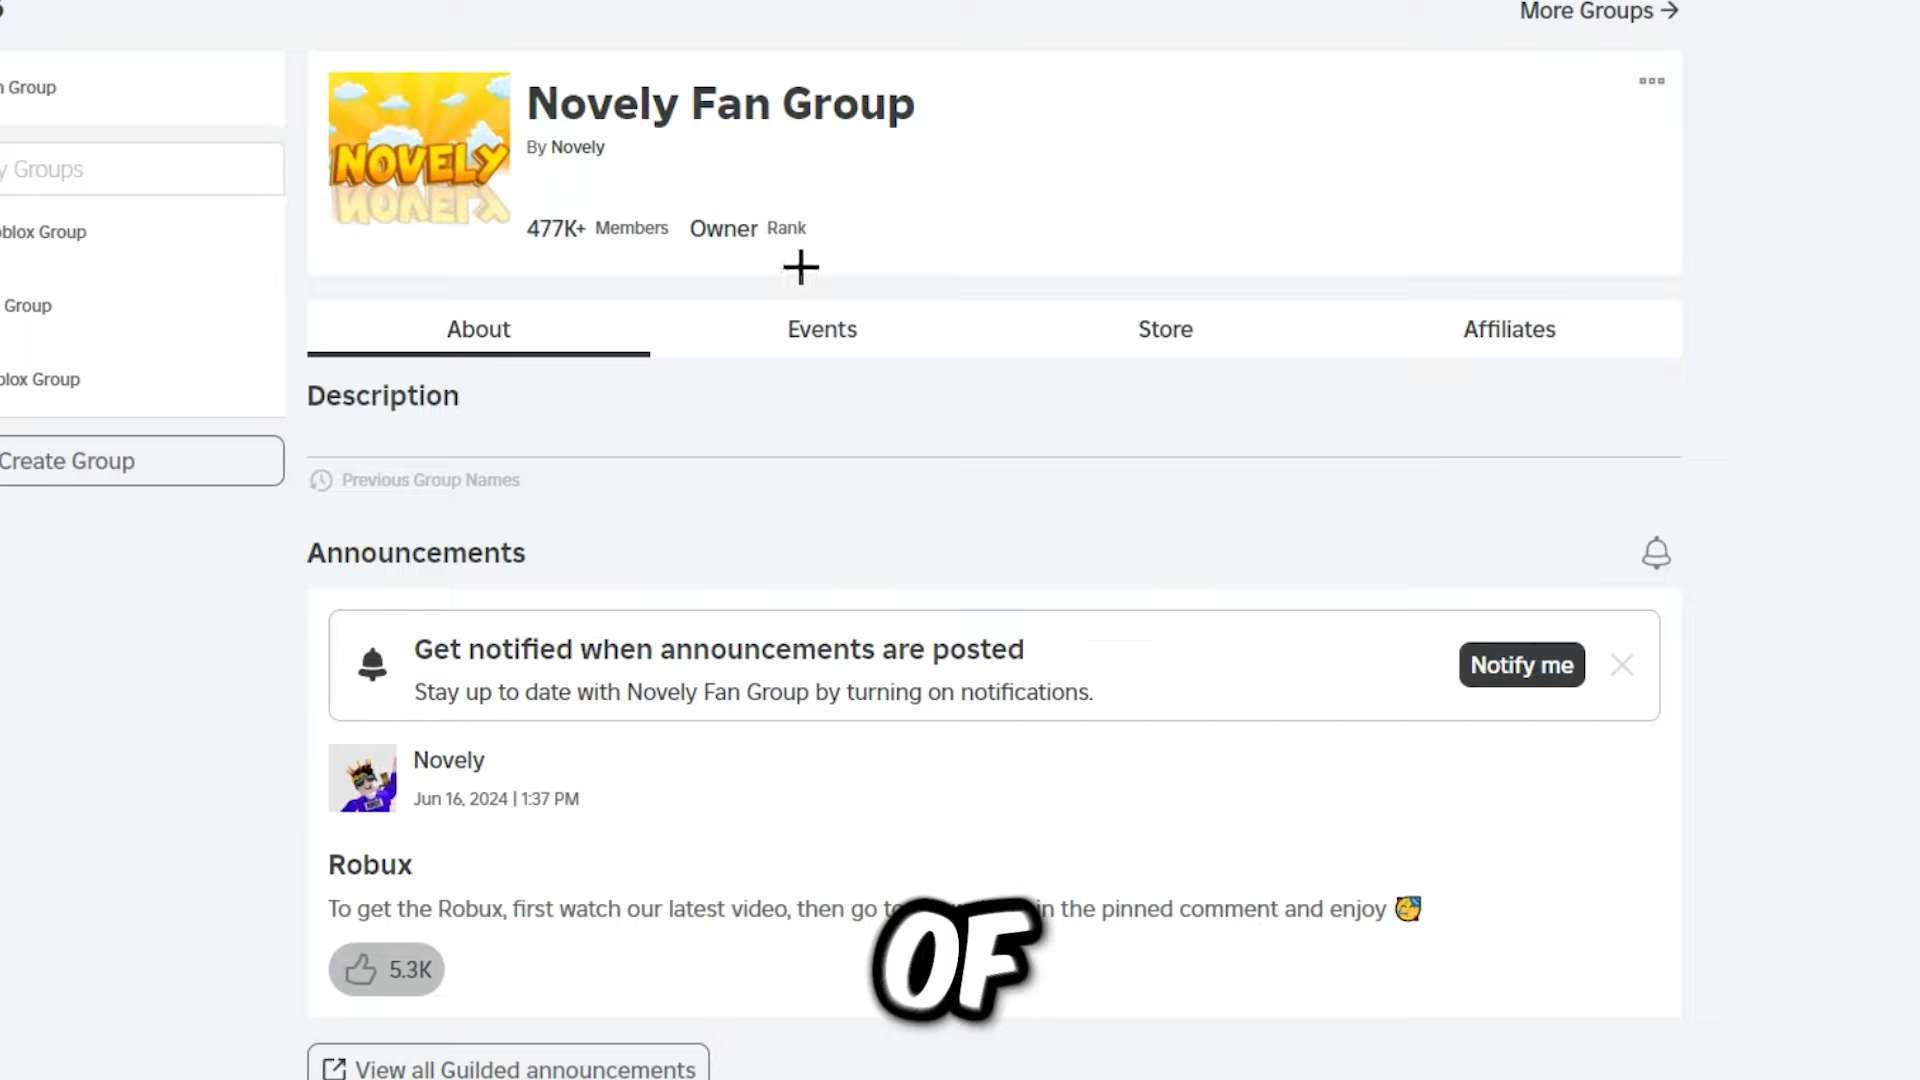 More Groups
n Group
Novely Fan Group
By Novely
NOVELY
y Groups
477K+ Members Owner Rank
oblox Group
Group
About Events Store Affiliates
olox Group
Description
Create Group
Previous Group Names
Announcements
Get notified when announcements are posted
Notify me
Stay up to date with Novely Fan Group by turning on notifications.
Novely
Jun 16, 2024 | 1:37 PM
Robux
To get the Robux, first watch our latest video, then go in the pinned comment and enjoy 🥳
OF
5.3K
View all Guilded announcements